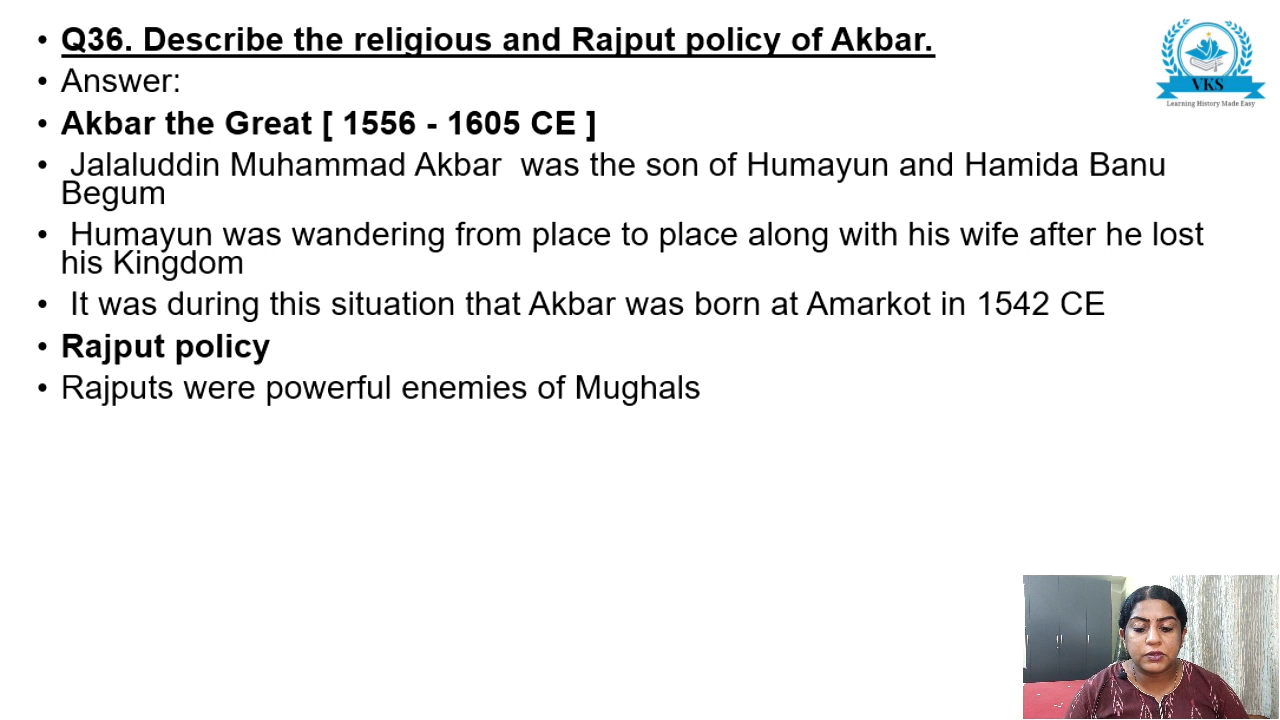 • Q36. Describe the religious and Rajput policy of Akbar.
• Answer:
• Akbar the Great [ 1556 - 1605 CE ]
• Jalaluddin Muhammad Akbar  was the son of Humayun and Hamida Banu
Begum
• Humayun was wandering from place to place along with his wife after he lost
his Kingdom
• It was during this situation that Akbar was born at Amarkot in 1542 CE
• Rajput policy
• Rajputs were powerful enemies of Mughals
VKS
Learning History Made Easy